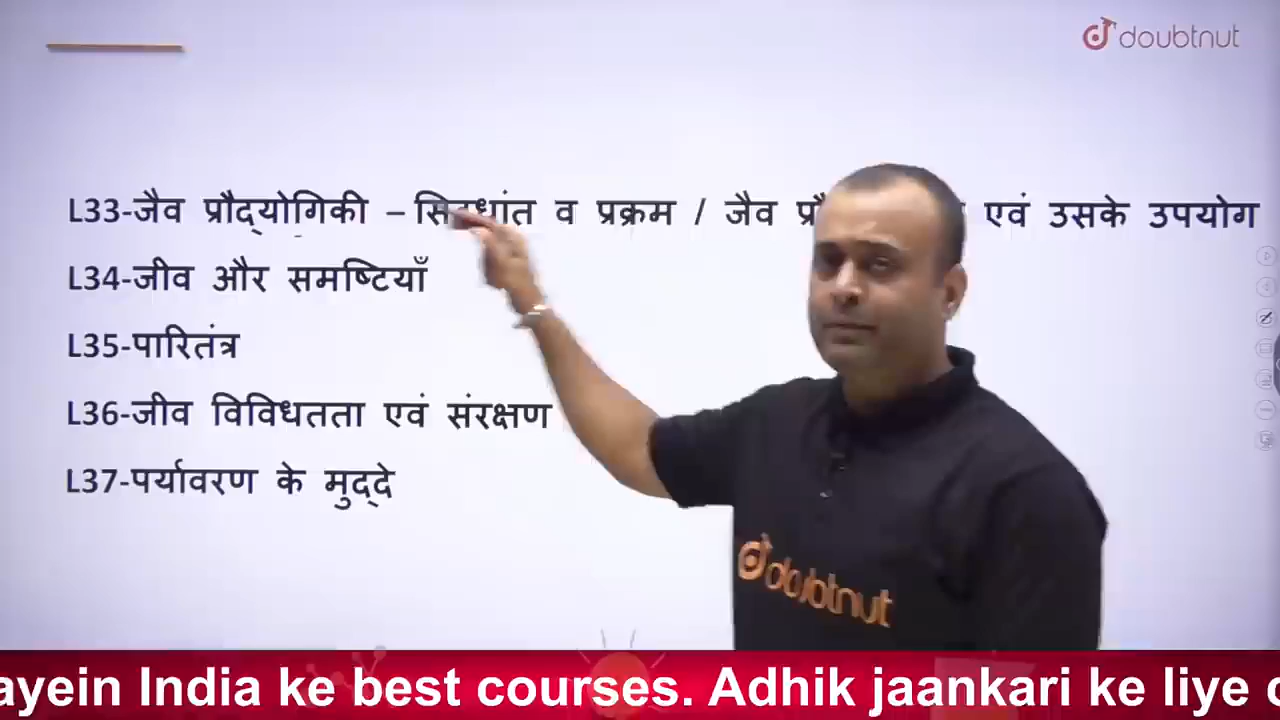 doubtnut
L33-जैव प्रौद्योगिकी – सिद्धांत व प्रक्रम / जैव एवं उसके उपयोग
L34-जीव और समष्टियाँ
L35-पारितंत्र
L36-जीव विविधतता एवं संरक्षण
L37-पर्यावरण के मुद्दे
doubtnut
ayein India ke best courses. Adhik jaankari ke liye